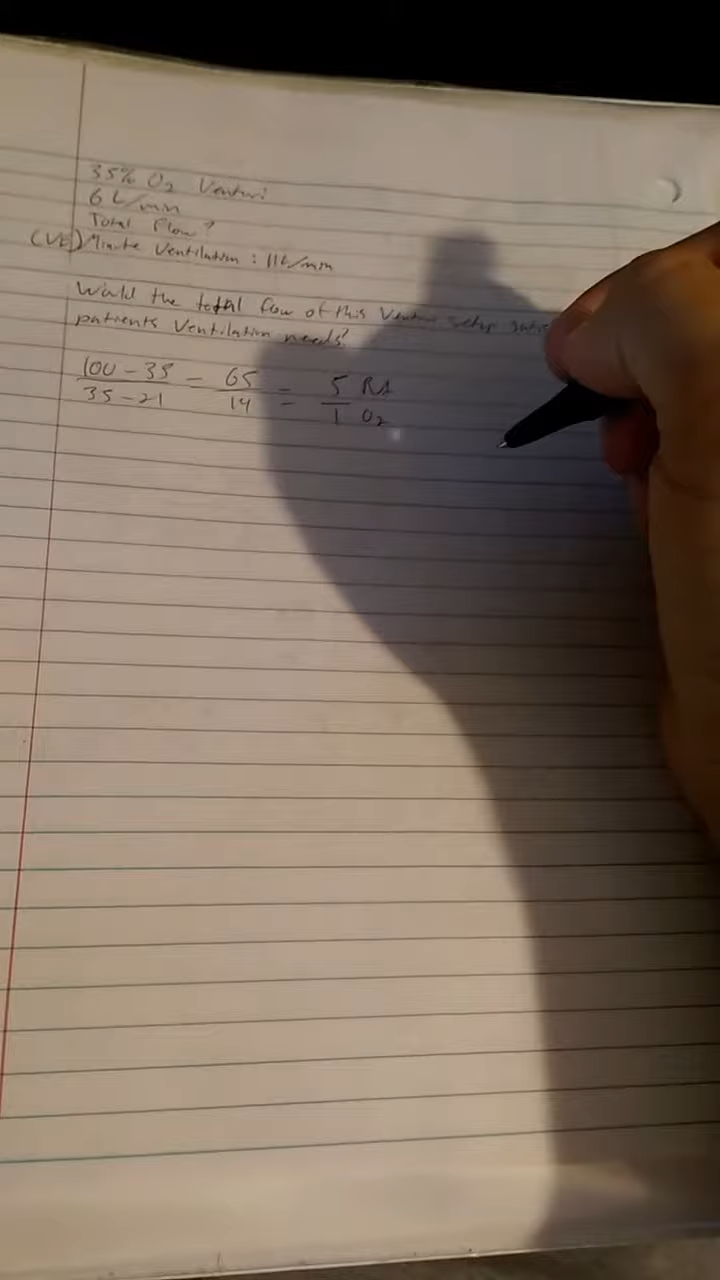 35% O2 Venturi
6 L/min
Total Flow?
(VE) Minute Ventilation: 11L/min
Would the total flow of this Venturi setup
patients ventilation needs?
100 - 35 / 35 - 21 = 65 / 14 = 5 / 1 RA / O2